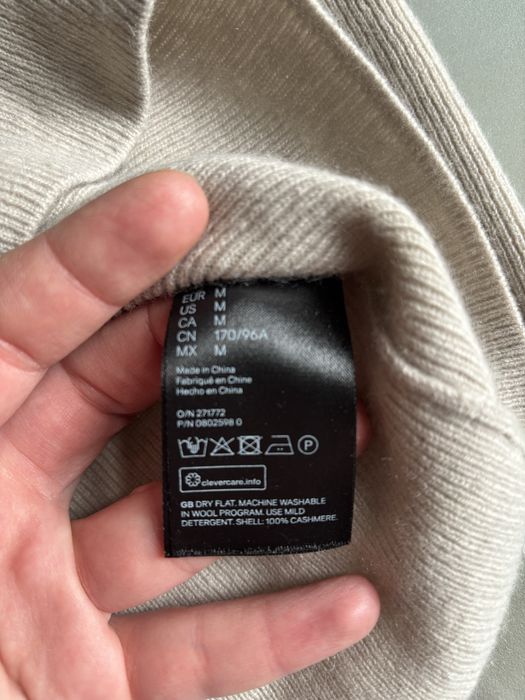 EUR M
US M
CA M
CN 170/96A
MX M
Made in China
Fabriqué en Chine
Hecho en China
O/N 271772
P/N 0802598 0
P
clevercare.info
GB DRY FLAT. MACHINE WASHABLE
IN WOOL PROGRAM. USE MILD
DETERGENT. SHELL: 100% CASHMERE.